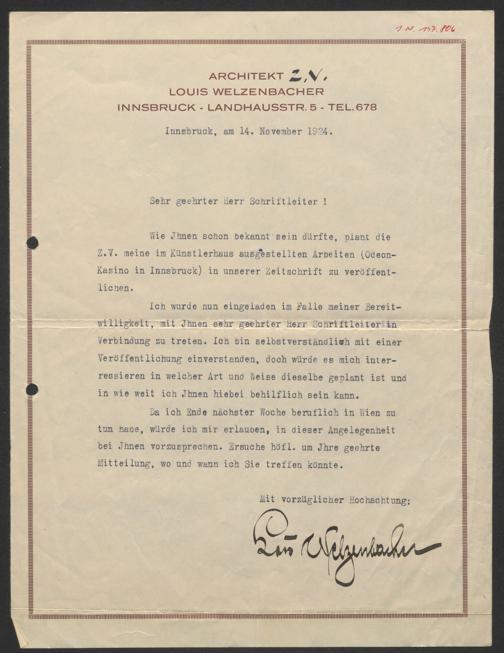 I.N. 197.806
ARCHITEKT Z.V.
LOUIS WELZENBACHER
INNSBRUCK - LANDHAUSSTR. 5 - TEL. 678
Innsbruck, am 14. November 1924.
Sehr geehrter Herr Schriftleiter !
Wie Jhnen schon bekannt sein dürfte, plant die
Z.V. meine im Künstlerhaus ausgestellten Arbeiten (Odeon-
Kasino in Innsbruck) in unserer Zeitschrift zu veröffent-
lichen.
Ich wurde nun eingeladen im Falle meiner Bereit-
willigkeit, mit Jhnen sehr geehrter Herr Schriftleiter in
Verbindung zu treten. Ich bin selbstverständlich mit einer
Veröffentlichung einverstanden, doch würde es mich inter-
ressieren in welcher Art und Weise dieselbe geplant ist und
in wie weit ich Jhnen hiebei behilflich sein kann.
Da ich Ende nächster Woche beruflich in Wien zu
tun habe, würde ich mir erlauben, in dieser Angelegenheit
bei Jhnen vorzusprechen. Ersuche höfl. um Jhre geehrte
Mitteilung, wo und wann ich Sie treffen könnte.
Mit vorzüglicher Hochachtung:
Lois Welzenbacher